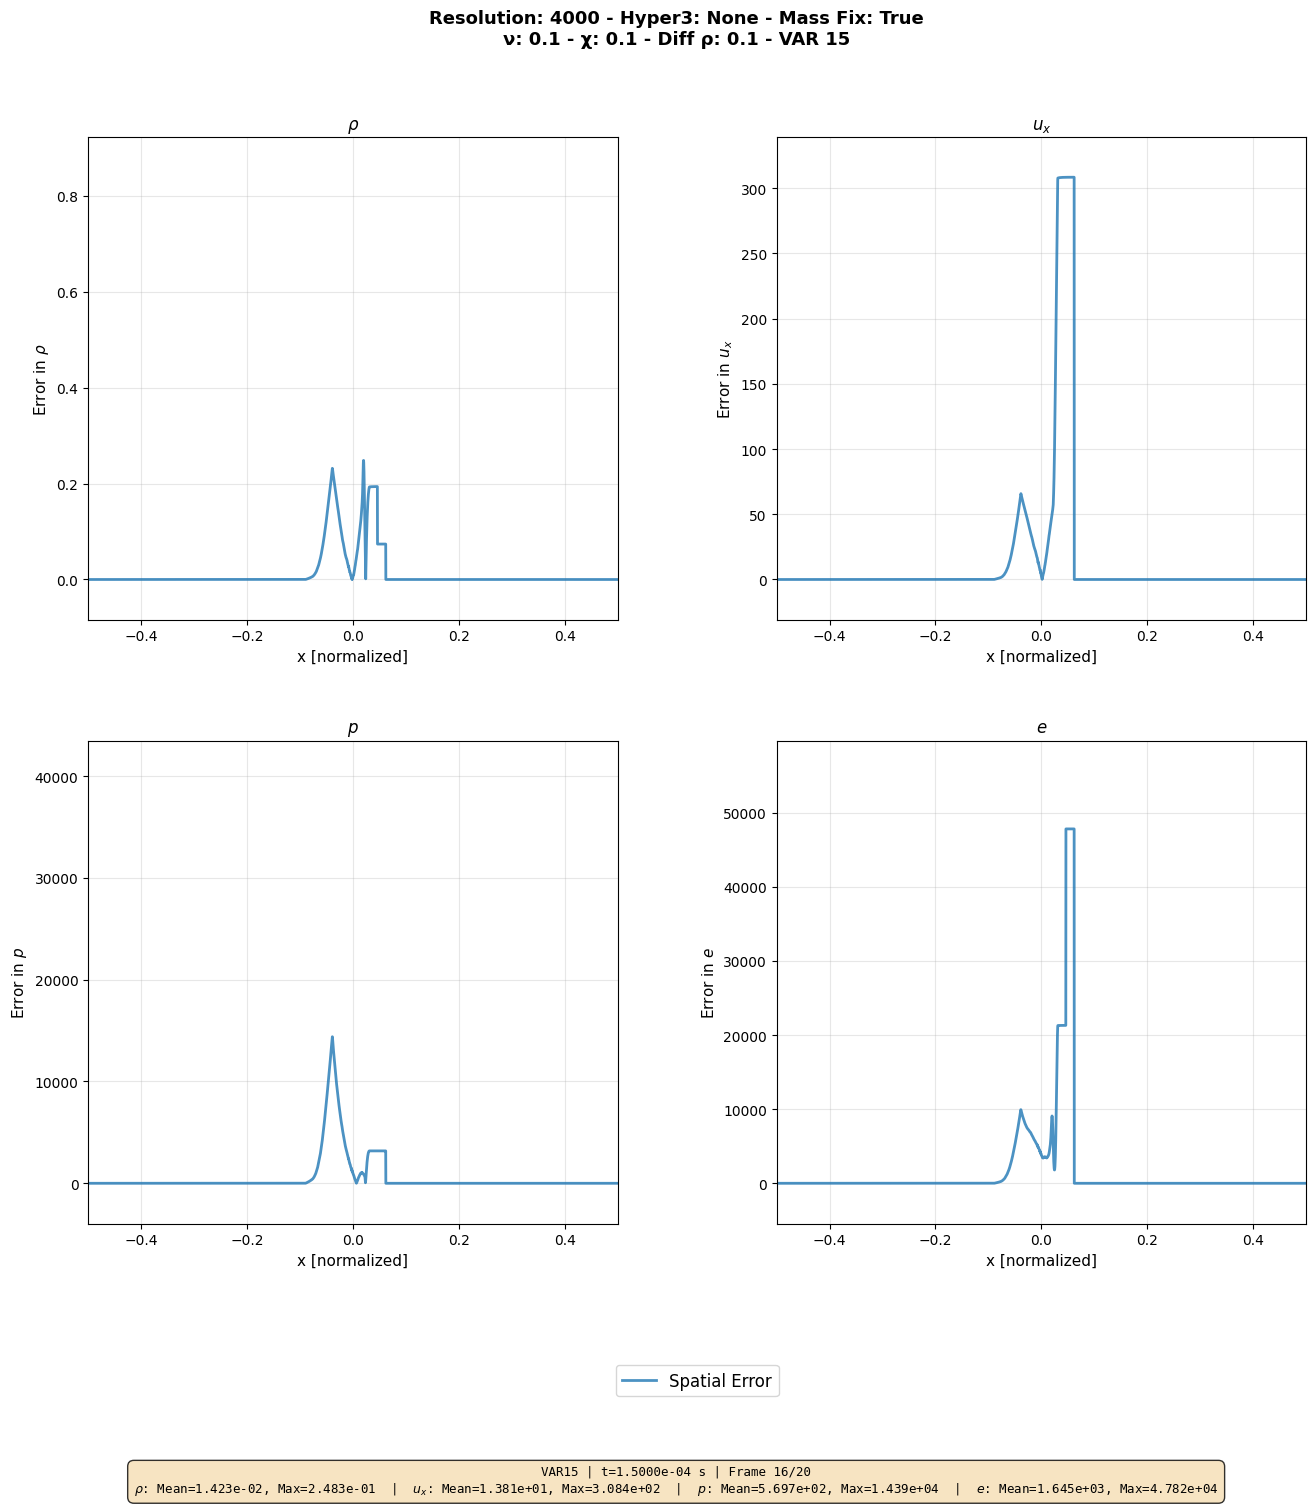 Resolution: 4000 - Hyper3: None - Mass Fix: True
ν: 0.1 - χ: 0.1 - Diff ρ: 0.1 - VAR 15
ρ
Error in ρ
0.8
0.6
0.4
0.2
0.0
−0.4 −0.2 0.0 0.2 0.4
x [normalized]
u_x
Error in u_x
300
250
200
150
100
50
0
−0.4 −0.2 0.0 0.2 0.4
x [normalized]
p
Error in p
40000
30000
20000
10000
0
−0.4 −0.2 0.0 0.2 0.4
x [normalized]
e
Error in e
50000
40000
30000
20000
10000
0
−0.4 −0.2 0.0 0.2 0.4
x [normalized]
Spatial Error
VAR15 | t=1.5000e-04 s | Frame 16/20
ρ: Mean=1.423e-02, Max=2.483e-01 | u_x: Mean=1.381e+01, Max=3.084e+02 | p: Mean=5.697e+02, Max=1.439e+04 | e: Mean=1.645e+03, Max=4.782e+04